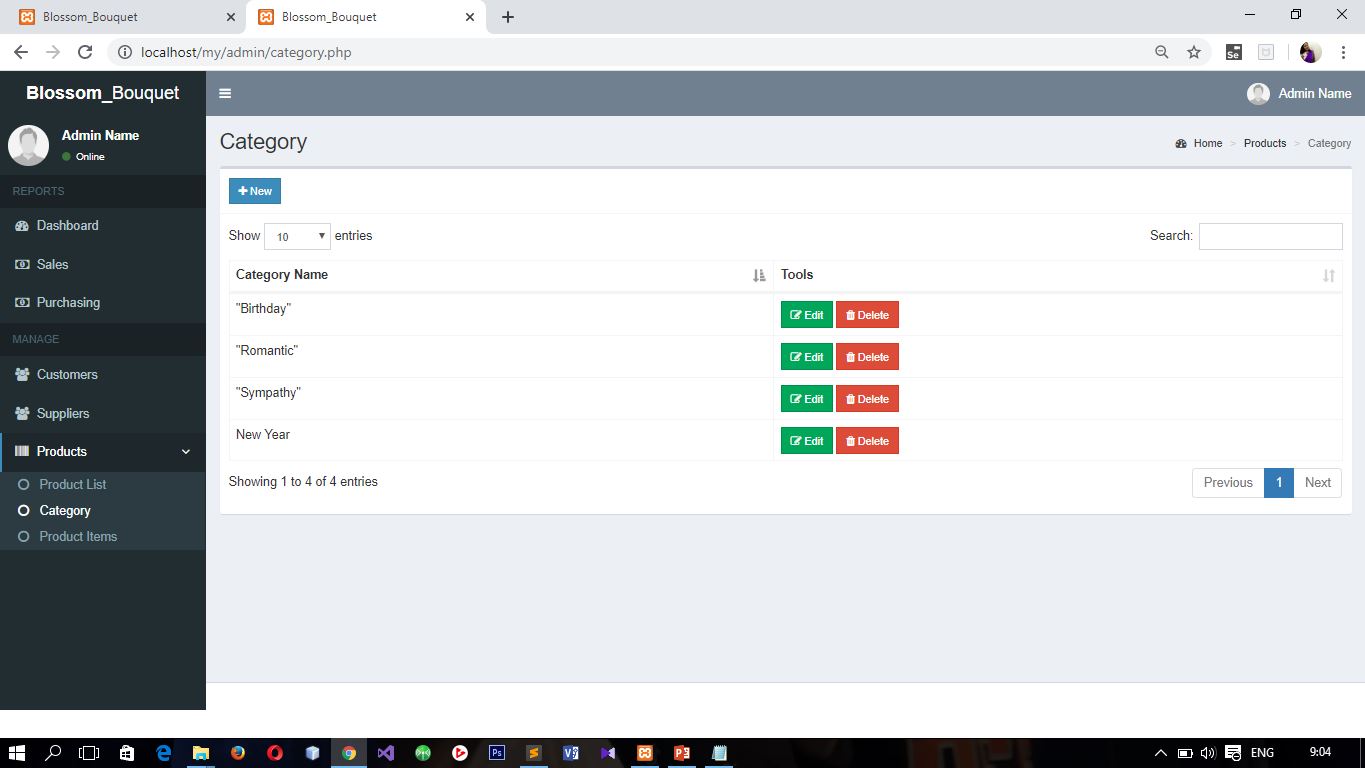 Blossom_Bouquet
Blossom_Bouquet
localhost/my/admin/category.php
Se
Blossom_Bouquet
Admin Name
Admin Name
Online
REPORTS
Dashboard
Sales
Purchasing
MANAGE
Customers
Suppliers
Products
Product List
Category
Product Items
Category
Home > Products > Category
New
Show 10 entries
Search:
Category Name
Tools
"Birthday" Edit Delete
"Romantic" Edit Delete
"Sympathy" Edit Delete
New Year Edit Delete
Showing 1 to 4 of 4 entries
Previous 1 Next
Ps
ENG
9:04